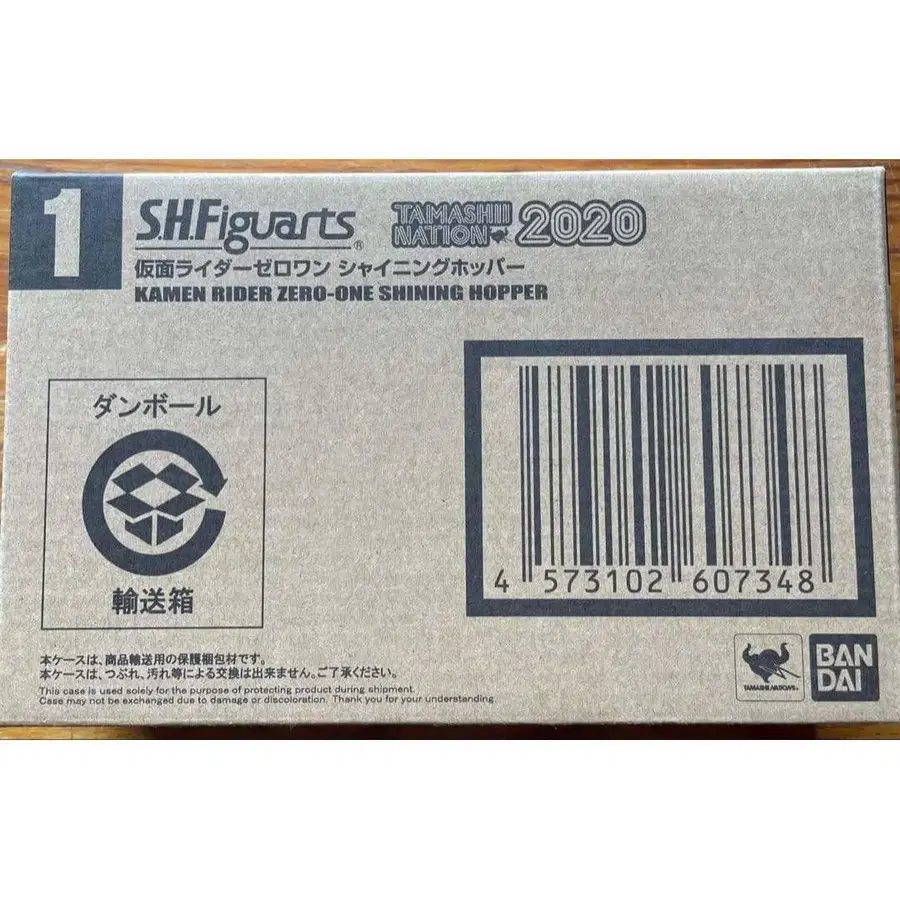 1
S.H.Figuarts®
TAMASHII NATION 2020
仮面ライダーゼロワン シャイニングホッパー
KAMEN RIDER ZERO-ONE SHINING HOPPER
ダンボール
輸送箱
4 573102 607348
本ケースは、商品輸送用の保護梱包材です。
本ケースは、つぶれ、汚れ等による交換は出来ません。ご了承ください。
This case is used solely for the purpose of protecting product during shipment.
Case may not be exchanged due to damage or discoloration. Thank you for your understanding.
TAMASHII NATIONS
BAN
DAI